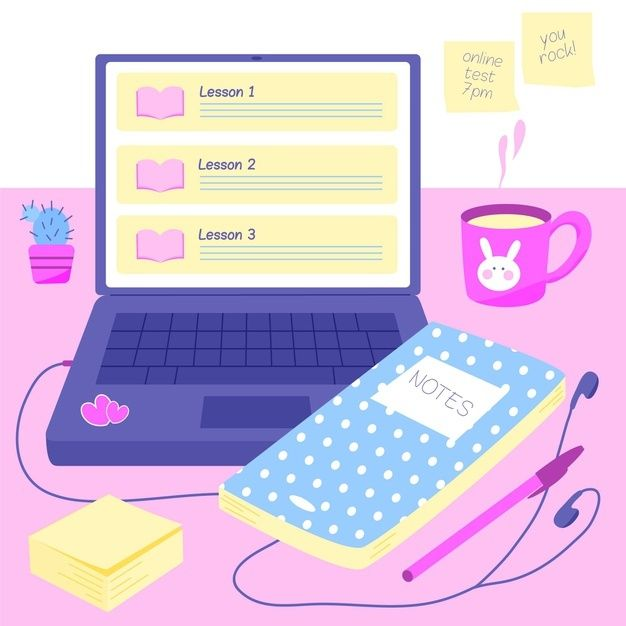 Lesson 1
Lesson 2
Lesson 3
online
test
7pm
you
rock!
NOTES